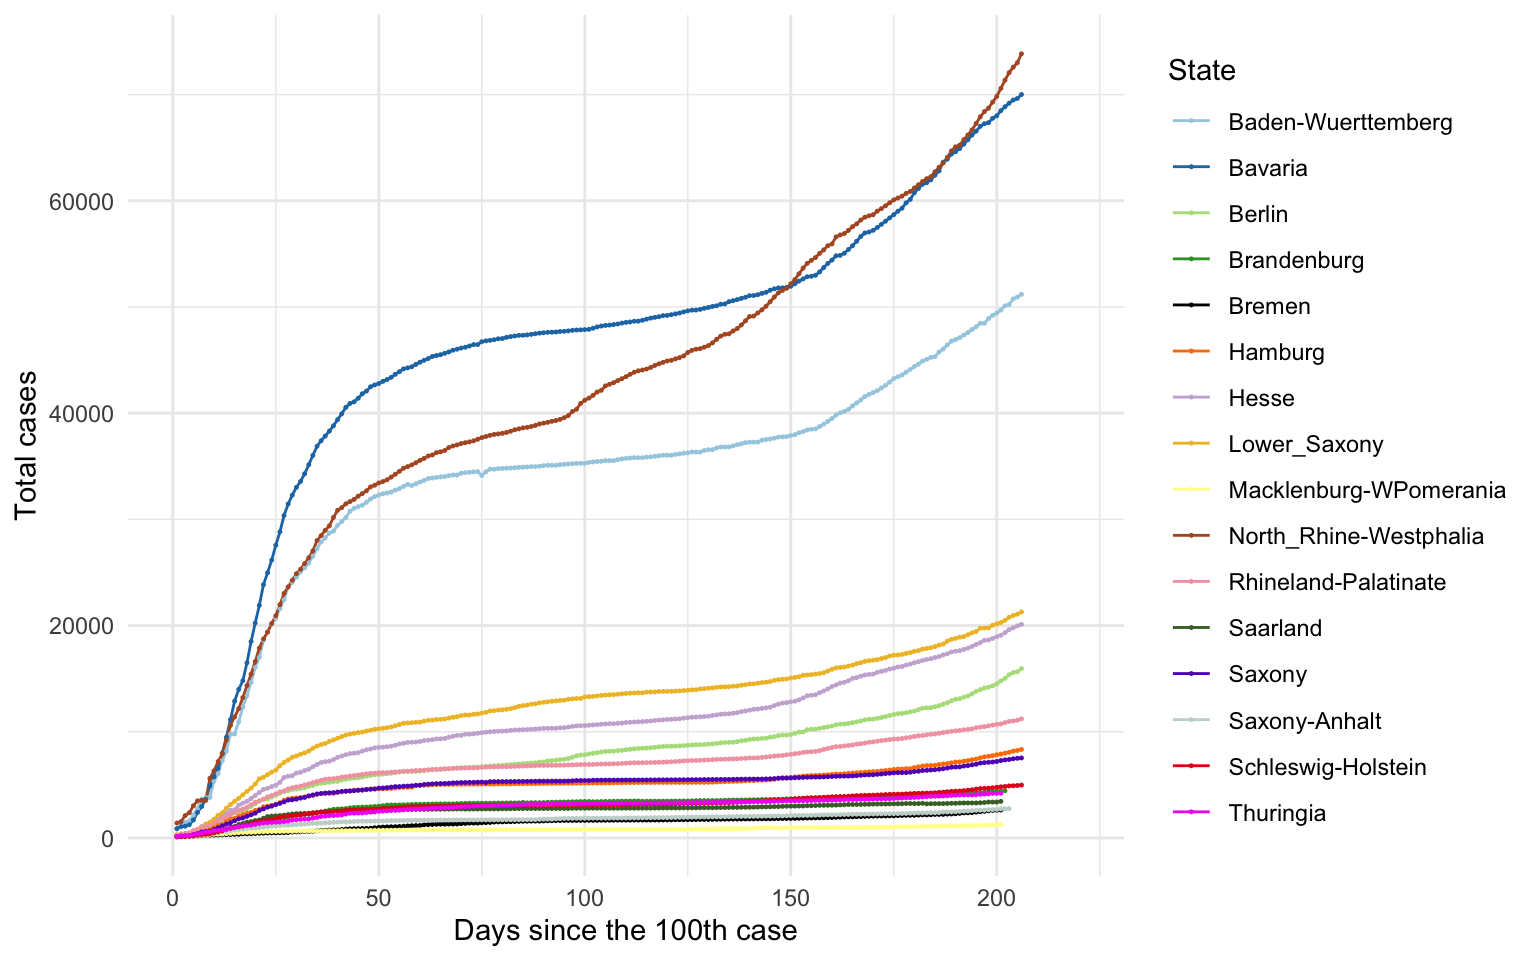 Total cases
60000
40000
20000
0
0 50 100 150 200
Days since the 100th case
State
Baden-Wuerttemberg
Bavaria
Berlin
Brandenburg
Bremen
Hamburg
Hesse
Lower_Saxony
Macklenburg-WPomerania
North_Rhine-Westphalia
Rhineland-Palatinate
Saarland
Saxony
Saxony-Anhalt
Schleswig-Holstein
Thuringia